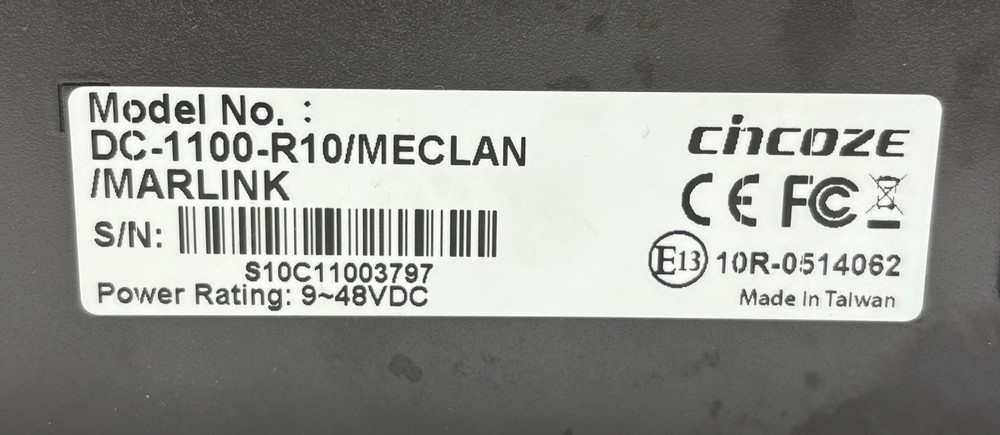 Model No. :
DC-1100-R10/MECLAN
/MARLINK
S/N:
S10C11003797
Power Rating: 9~48VDC
cincoze
CE FC
E13 10R-0514062
Made In Taiwan